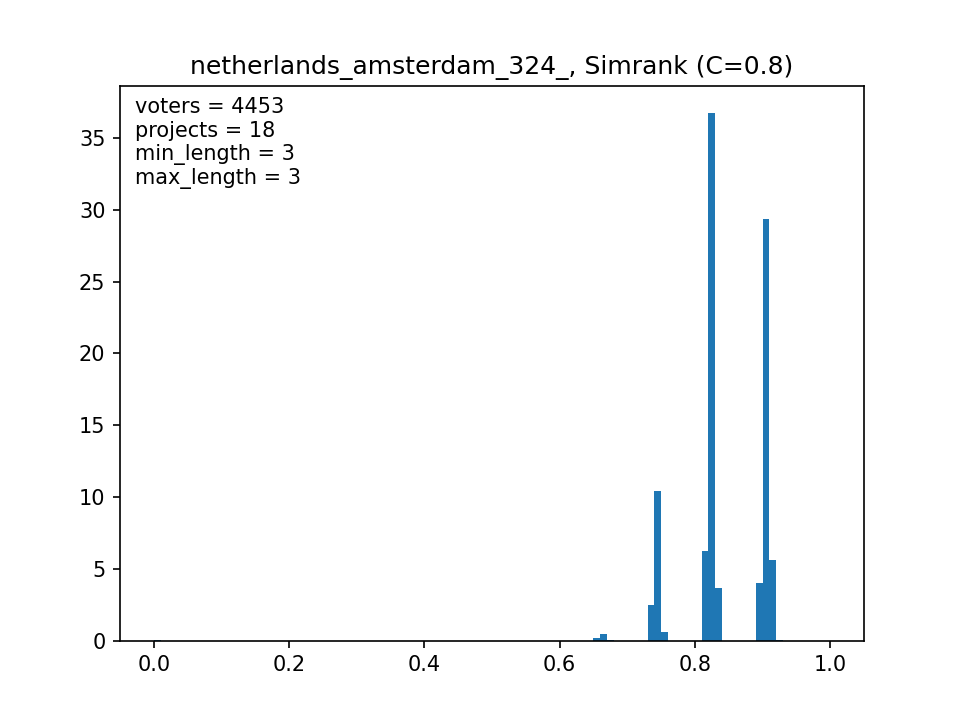 netherlands_amsterdam_324_, Simrank (C=0.8)
voters = 4453
projects = 18
min_length = 3
max_length = 3
35
30
25
20
15
10
5
0
0.0 0.2 0.4 0.6 0.8 1.0